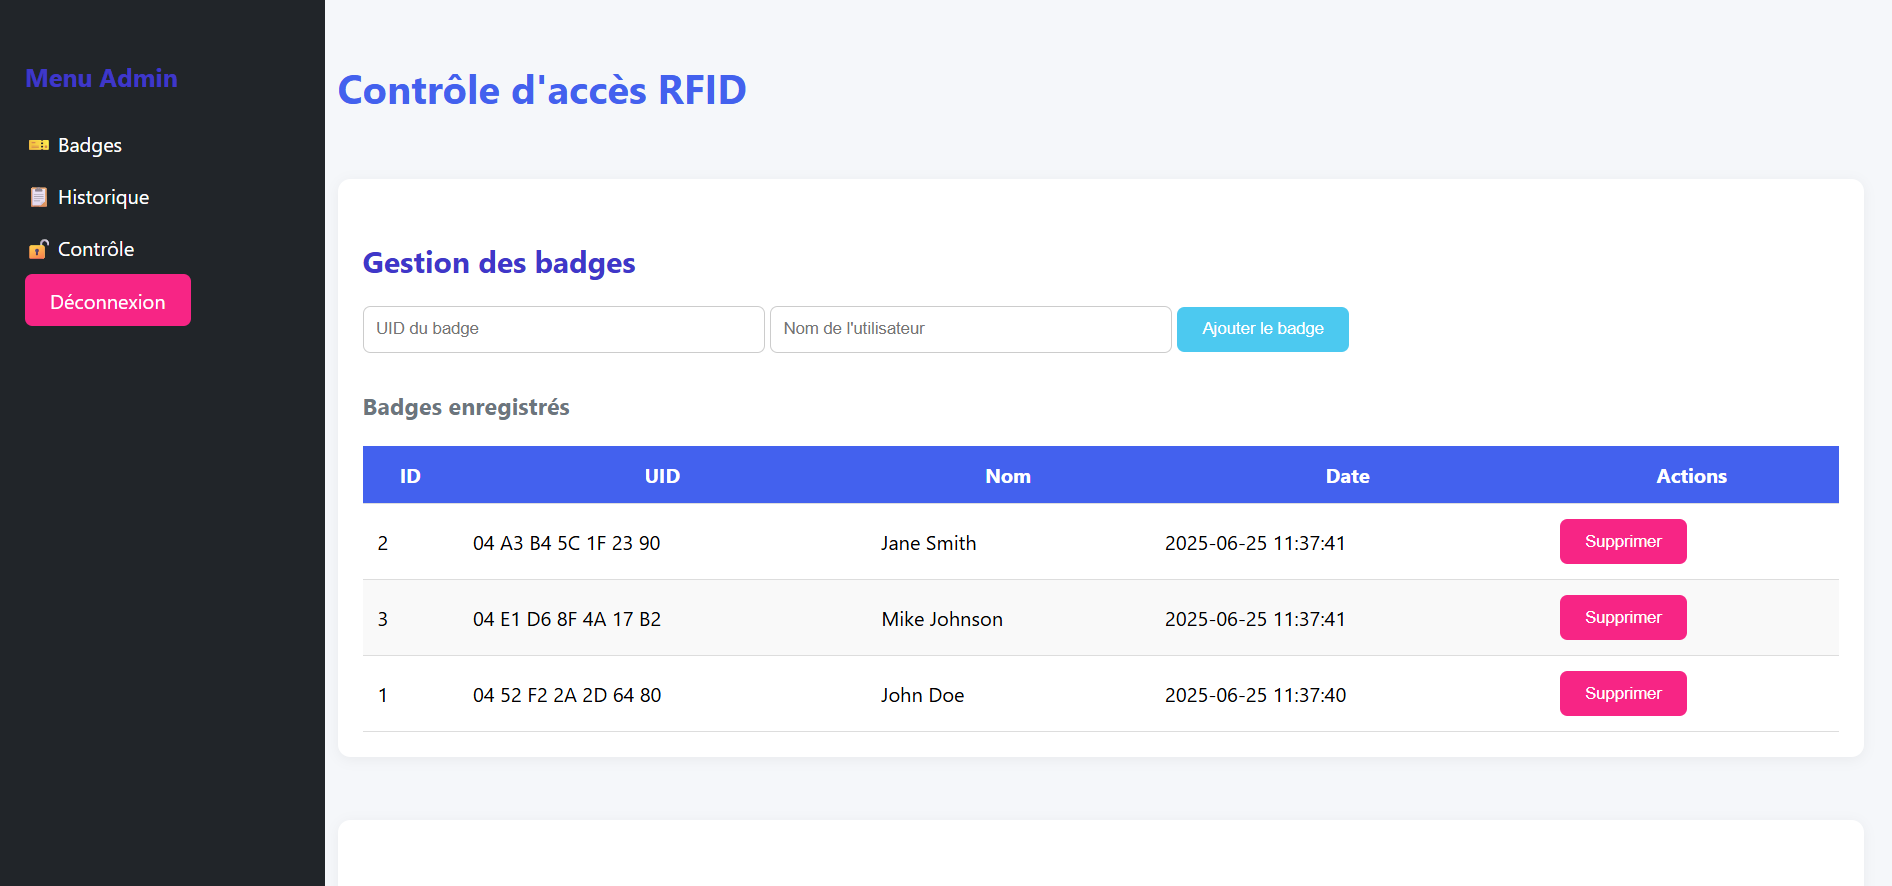 Menu Admin
Badges
Historique
Contrôle
Déconnexion
Contrôle d'accès RFID
Gestion des badges
UID du badge Nom de l'utilisateur Ajouter le badge
Badges enregistrés
ID UID Nom Date Actions
2 04 A3 B4 5C 1F 23 90 Jane Smith 2025-06-25 11:37:41 Supprimer
3 04 E1 D6 8F 4A 17 B2 Mike Johnson 2025-06-25 11:37:41 Supprimer
1 04 52 F2 2A 2D 64 80 John Doe 2025-06-25 11:37:40 Supprimer